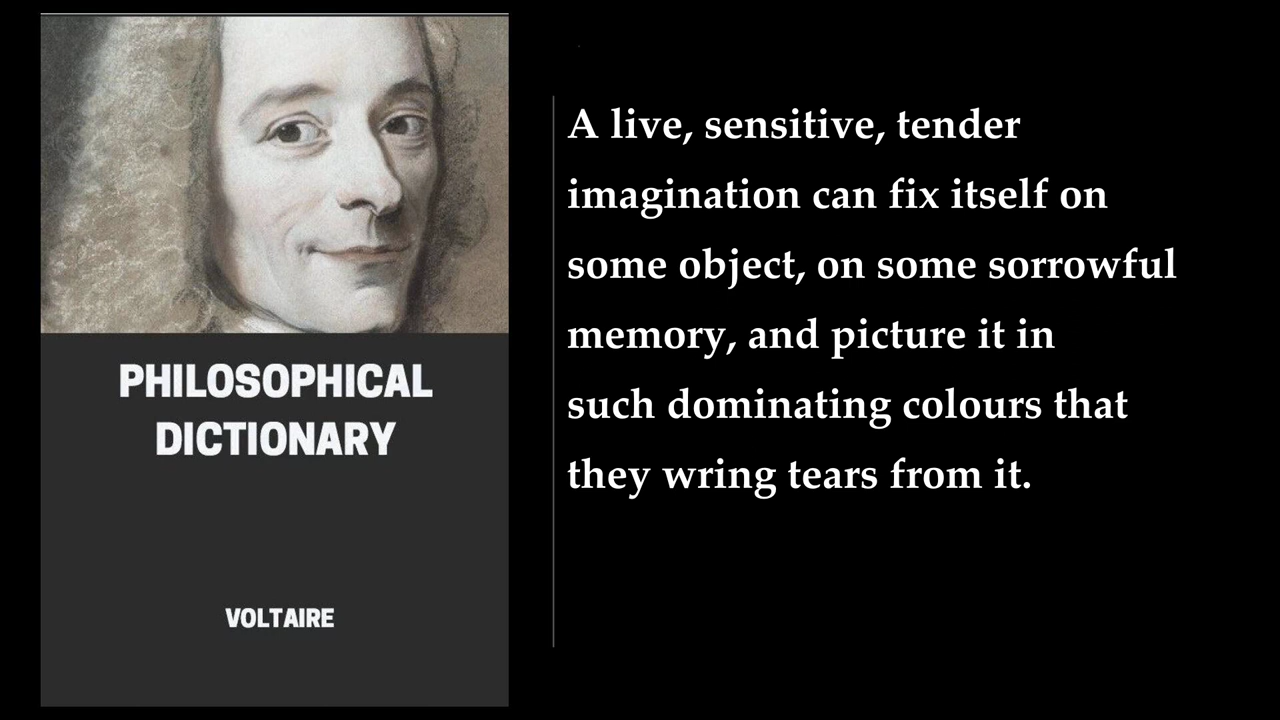 PHILOSOPHICAL
DICTIONARY
VOLTAIRE
A live, sensitive, tender
imagination can fix itself on
some object, on some sorrowful
memory, and picture it in
such dominating colours that
they wring tears from it.